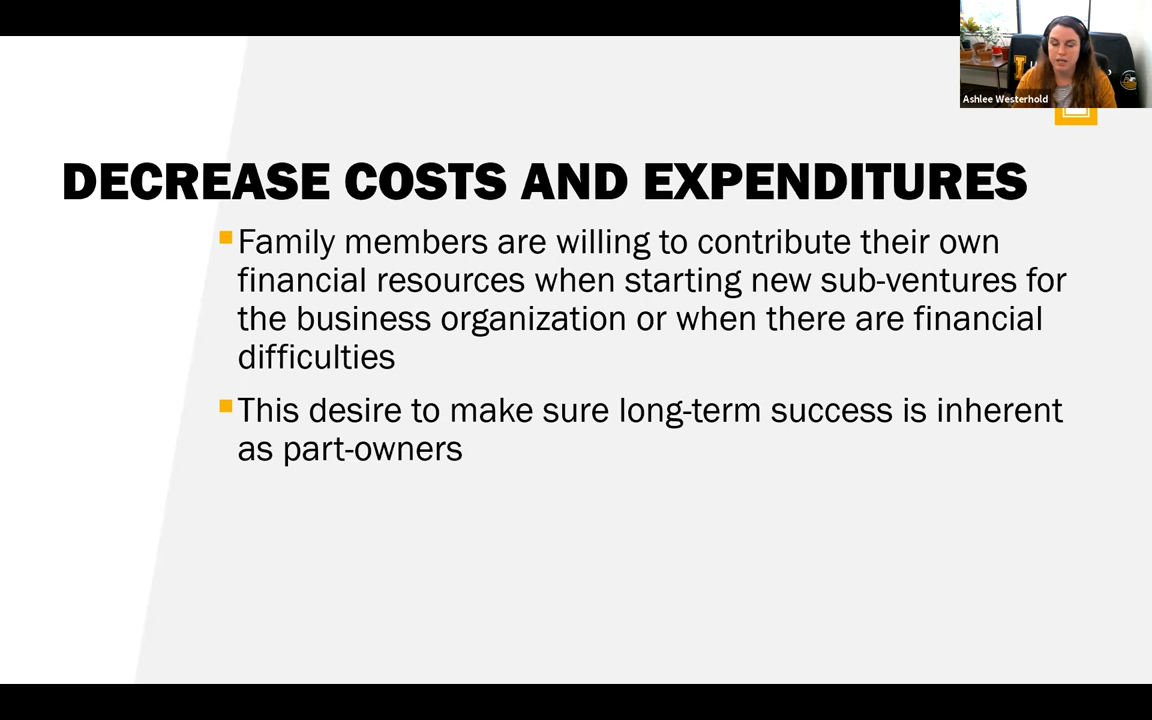 Ashlee Westerhold
DECREASE COSTS AND EXPENDITURES
Family members are willing to contribute their own
financial resources when starting new sub-ventures for
the business organization or when there are financial
difficulties
This desire to make sure long-term success is inherent
as part-owners